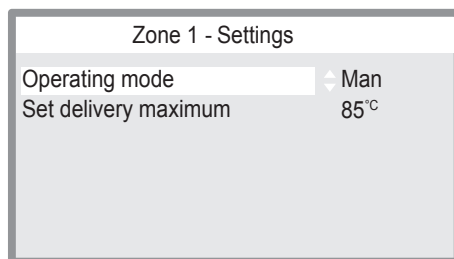 Zone 1 - Settings
Operating mode Man
Set delivery maximum 85°C